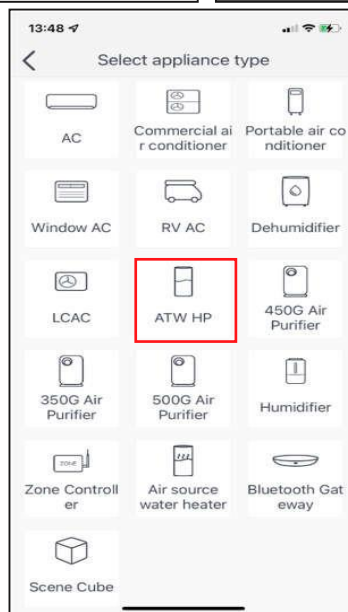 13:48
Select appliance type
AC
Commercial ai
r conditioner
Portable air co
nditioner
Window AC
RV AC
Dehumidifier
LCAC
ATW HP
450G Air
Purifier
350G Air
Purifier
500G Air
Purifier
Humidifier
ZONE
Zone Controll
er
Air source
water heater
Bluetooth Gat
eway
Scene Cube